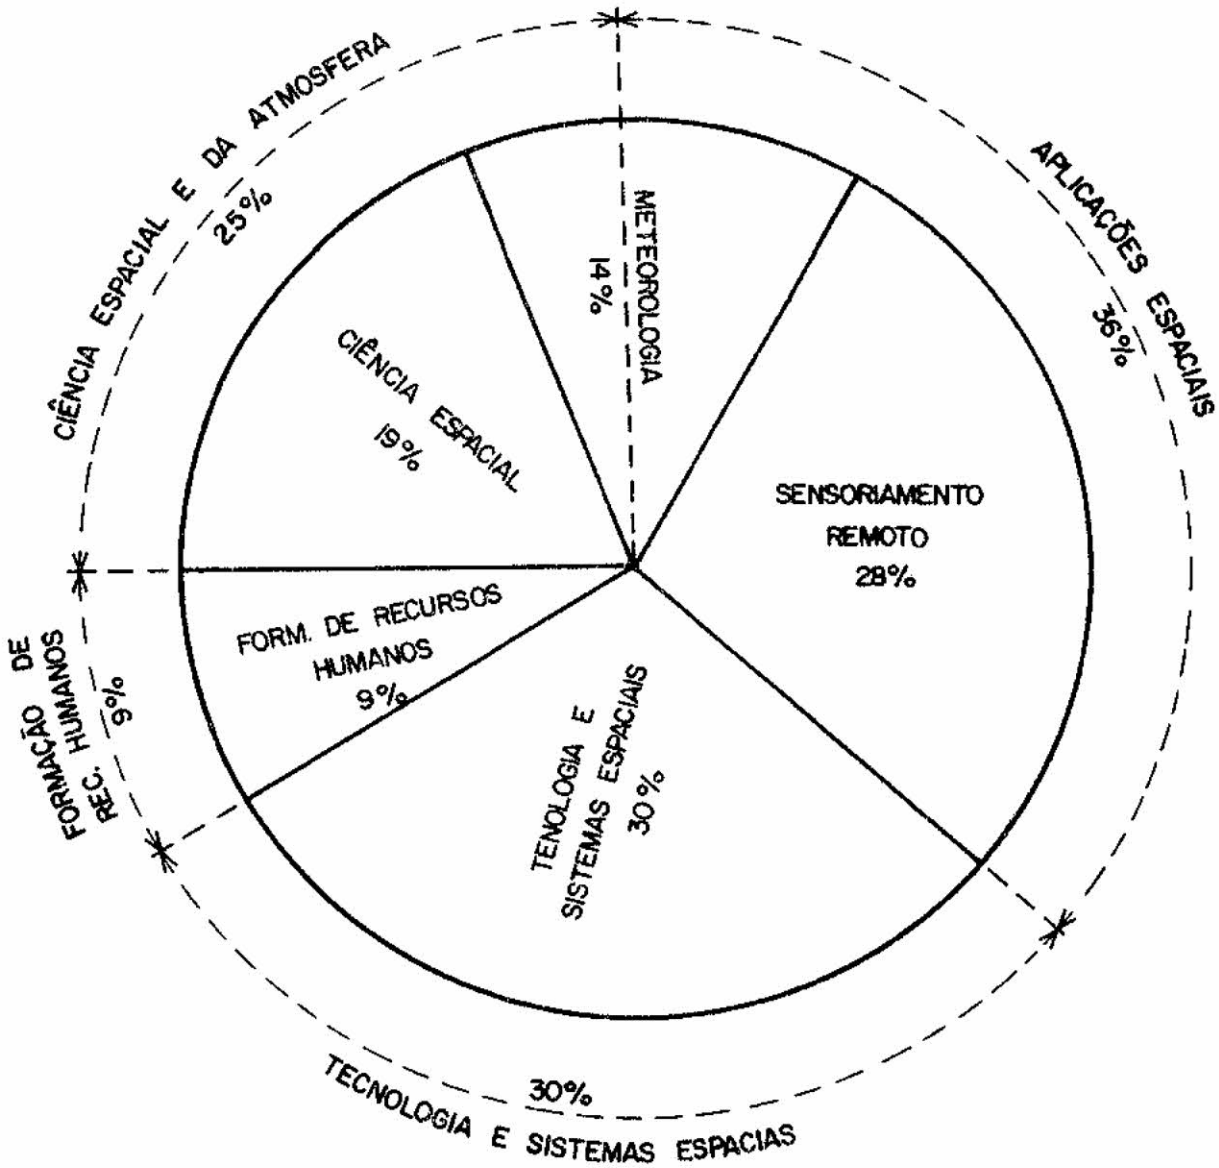 CIÊNCIA ESPACIAL E DA ATMOSFERA
25%
APLICAÇÕES ESPACIAIS
36%
METEOROLOGIA
14%
CIÊNCIA ESPACIAL
19%
SENSORIAMENTO
REMOTO
28%
FORM. DE RECURSOS
HUMANOS
9%
FORMAÇÃO DE
REC. HUMANOS
9%
TENOLOGIA E
SISTEMAS ESPACIAIS
30%
30%
TECNOLOGIA E SISTEMAS ESPACIAS